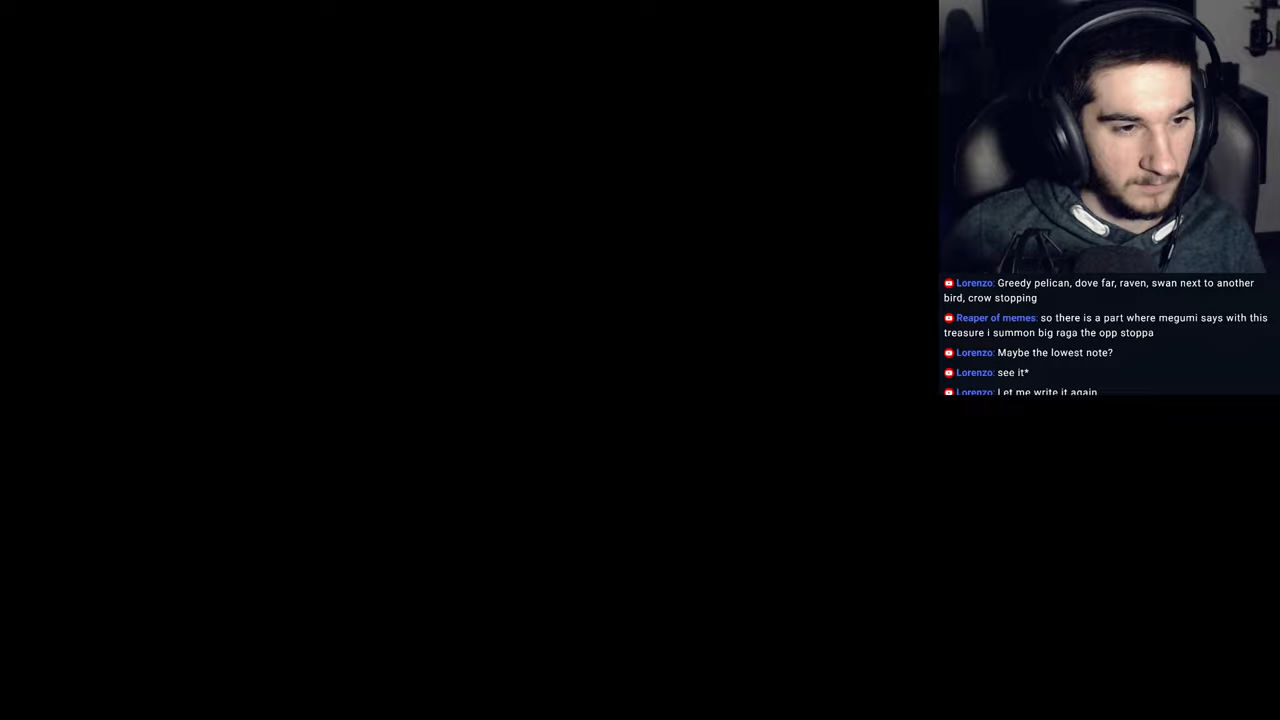 Lorenzo: Greedy pelican, dove far, raven, swan next to another
bird, crow stopping
Reaper of memes: so there is a part where megumi says with this
treasure i summon big raga the opp stoppa
Lorenzo: Maybe the lowest note?
Lorenzo: see it*
Lorenzo: Let me write it again